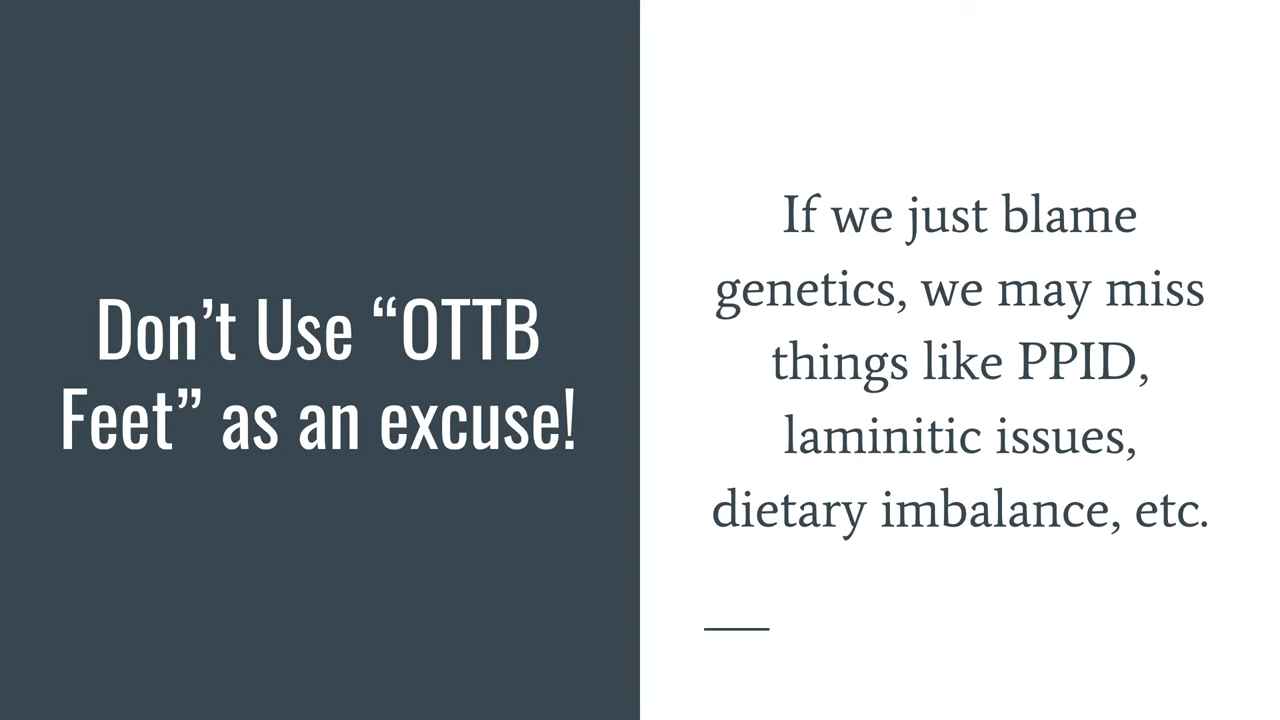 Don’t Use “OTTB
Feet” as an excuse!
If we just blame
genetics, we may miss
things like PPID,
laminitic issues,
dietary imbalance, etc.